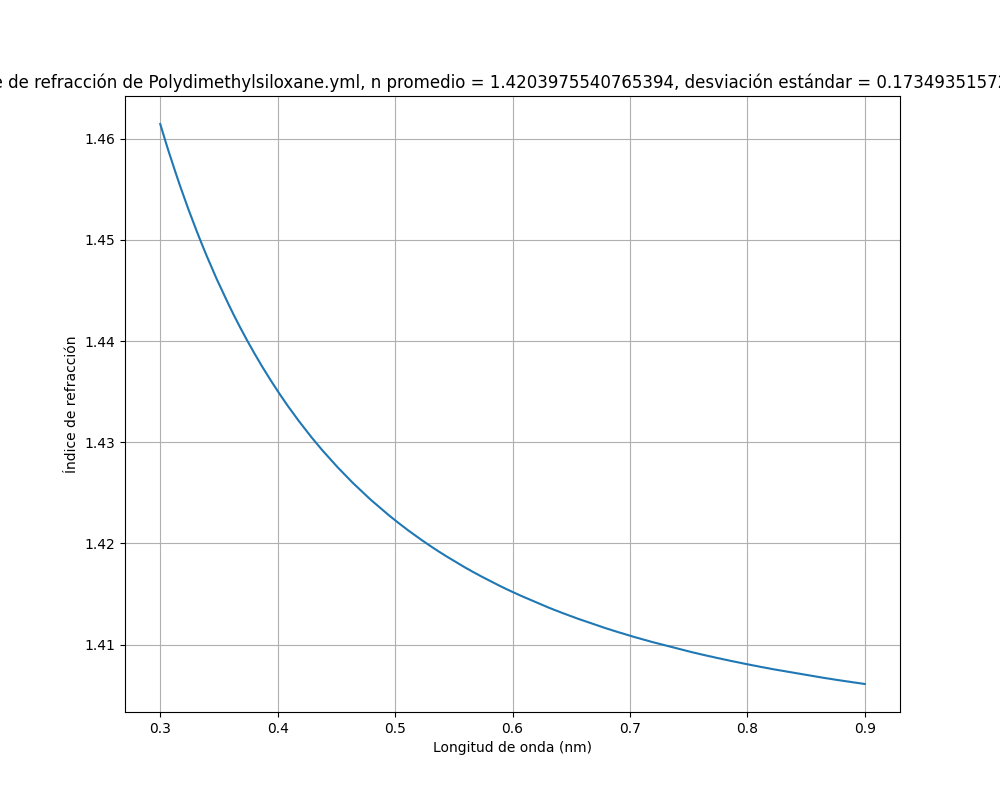 de refracción de Polydimethylsiloxane.yml, n promedio = 1.4203975540765394, desviación estándar =
1.46
1.45
1.44
1.43
1.42
1.41
Índice de refracción
0.3 0.4 0.5 0.6 0.7 0.8 0.9
Longitud de onda (nm)